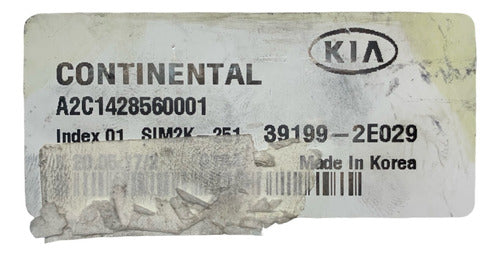 KIA
CONTINENTAL
A2C1428560001
Index 01 SIM2K-251 39199-2E029
Made In Korea